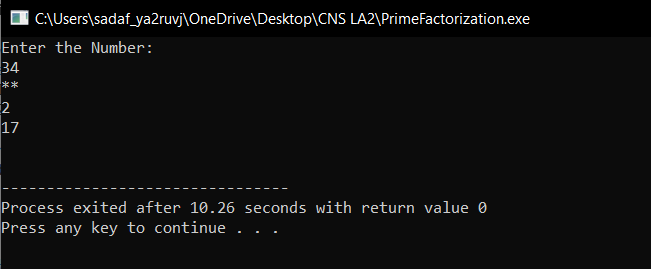 C:\Users\sadaf_ya2ruvj\OneDrive\Desktop\CNS LA2\PrimeFactorization.exe
Enter the Number:
34
**
2
17
--------------------------------
Process exited after 10.26 seconds with return value 0
Press any key to continue . . .